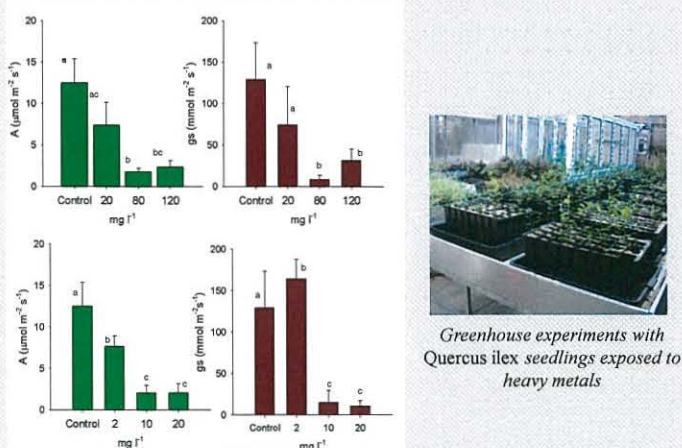 20
15
10
5
0
A (µmol m⁻² s⁻¹)
a
ac
b
bc
Control 20 80 120
mg l⁻¹
200
150
100
50
0
gs (mmol m⁻² s⁻¹)
a
a
b
b
Control 20 80 120
mg l⁻¹
20
15
10
5
0
A (µmol m⁻² s⁻¹)
a
b
c
c
Control 2 10 20
mg l⁻¹
200
150
100
50
0
gs (mmol m⁻²s⁻¹)
a
b
c
c
Control 2 10 20
mg l⁻¹
Greenhouse experiments with
Quercus ilex seedlings exposed to
heavy metals